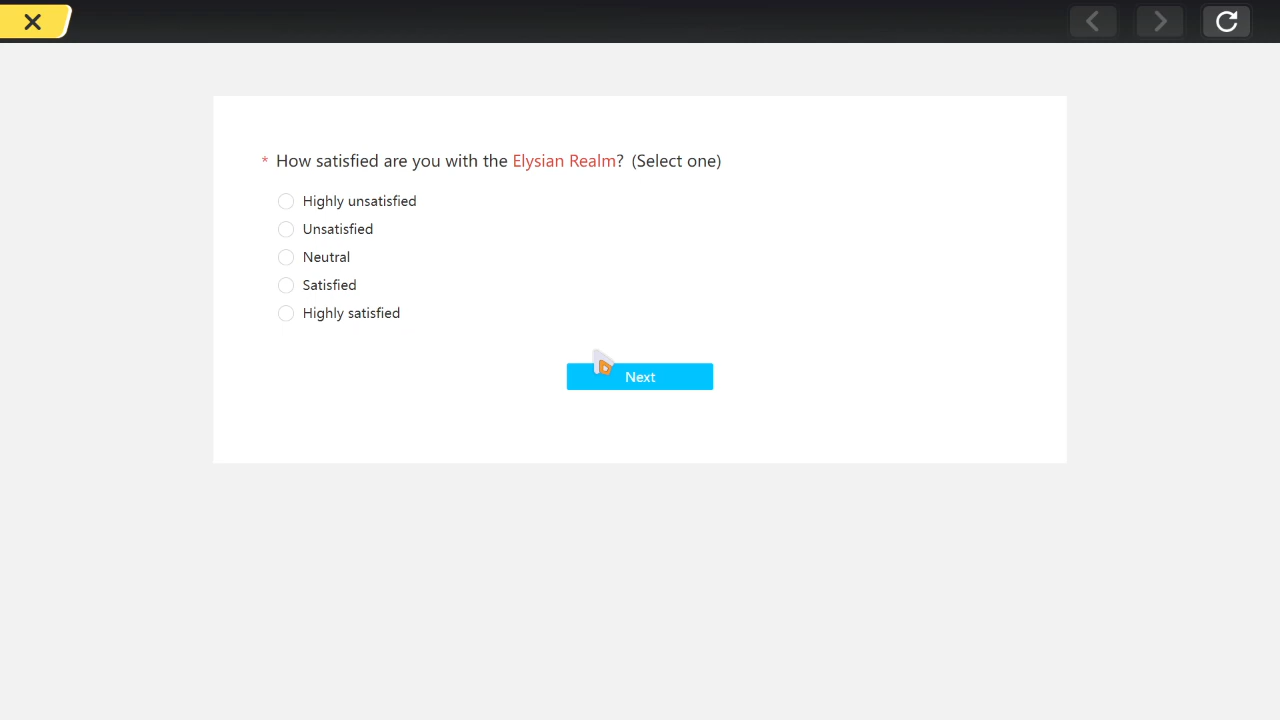 * How satisfied are you with the Elysian Realm? (Select one)
Highly unsatisfied
Unsatisfied
Neutral
Satisfied
Highly satisfied
Next